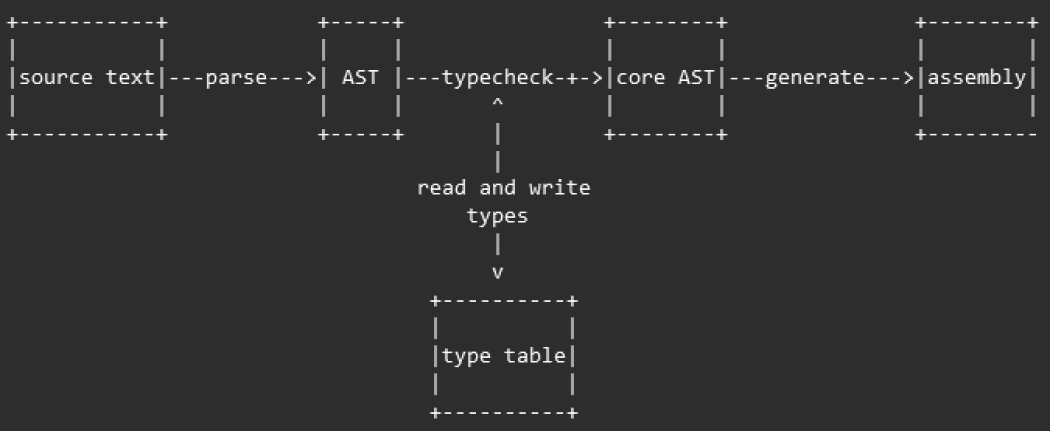 +-----------+            +-----+                +--------+               +--------+
|           |            |     |                |        |               |        |
|source text|---parse--->| AST |---typecheck-+->|core AST|---generate--->|assembly|
|           |            |     |       ^        |        |               |        |
+-----------+            +-----+       |        +--------+               +---------
                                       |
                                 read and write
                                     types
                                       |
                                       v
                                  +----------+
                                  |          |
                                  |type table|
                                  |          |
                                  +----------+